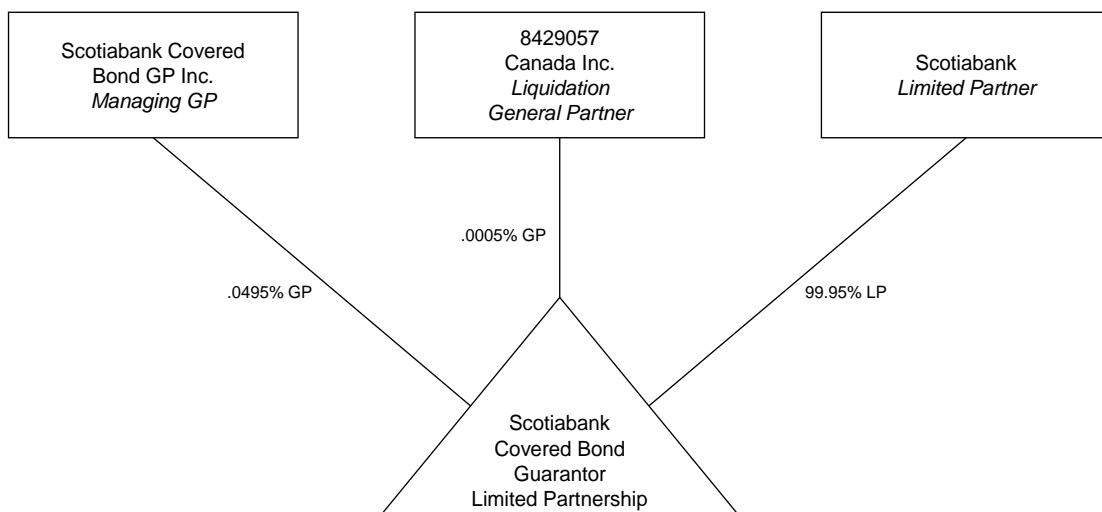 Scotiabank Covered
Bond GP Inc.
Managing GP
8429057
Canada Inc.
Liquidation
General Partner
Scotiabank
Limited Partner
.0005% GP
.0495% GP
99.95% LP
Scotiabank
Covered Bond
Guarantor
Limited Partnership